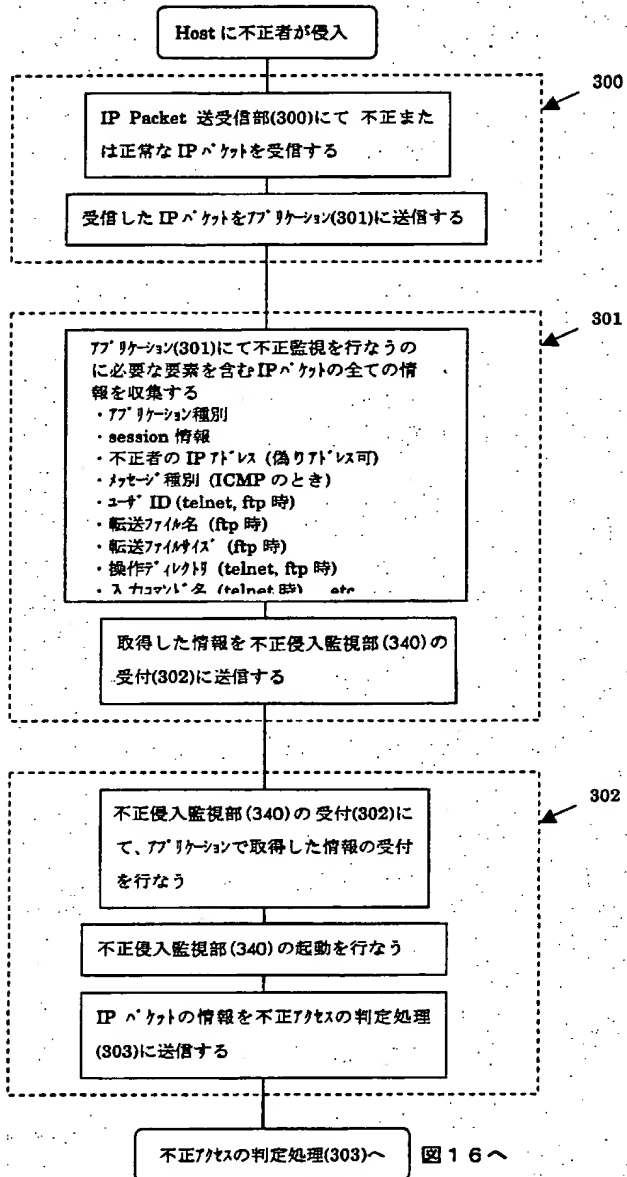 Host に不正者が侵入
300
IP Packet 送受信部(300)にて 不正また
は正常な IP ﾊﾟｹｯﾄを受信する
受信した IP ﾊﾟｹｯﾄをｱﾌﾟﾘｹｰｼｮﾝ(301)に送信する
301
ｱﾌﾟﾘｹｰｼｮﾝ(301)にて不正監視を行なうの
に必要な要素を含む IP ﾊﾟｹｯﾄの全ての情
報を収集する
・ｱﾌﾟﾘｹｰｼｮﾝ種別
・session 情報
・不正者の IP ｱﾄﾞﾚｽ (偽りｱﾄﾞﾚｽ可)
・ﾒｯｾｰｼﾞ種別 (ICMP のとき)
・ﾕｰｻﾞ ID (telnet, ftp 時)
・転送ﾌｧｲﾙ名 (ftp 時)
・転送ﾌｧｲﾙｻｲｽﾞ (ftp 時)
・操作ﾃﾞｨﾚｸﾄﾘ (telnet, ftp 時)
・入力ｺﾏﾝﾄﾞ名 (telnet 時) etc
取得した情報を不正侵入監視部(340)の
受付(302)に送信する
302
不正侵入監視部(340)の受付(302)に
て、ｱﾌﾟﾘｹｰｼｮﾝで取得した情報の受付
を行なう
不正侵入監視部(340)の起動を行なう
IP ﾊﾟｹｯﾄの情報を不正ｱｸｾｽの判定処理
(303)に送信する
不正ｱｸｾｽの判定処理(303)へ 図16へ